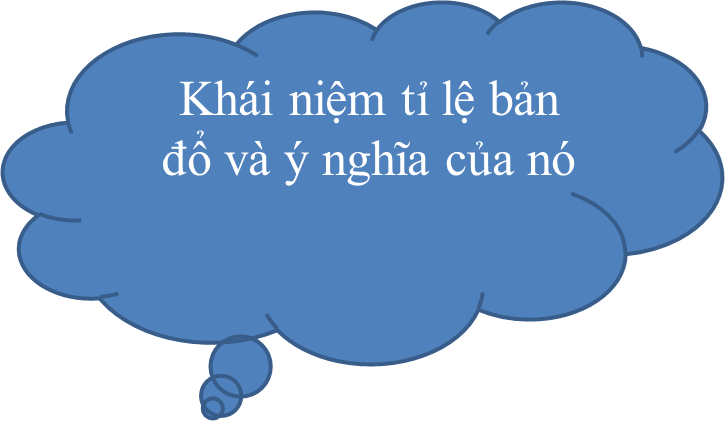 Khái niệm tỉ lệ bản
đổ và ý nghĩa của nó